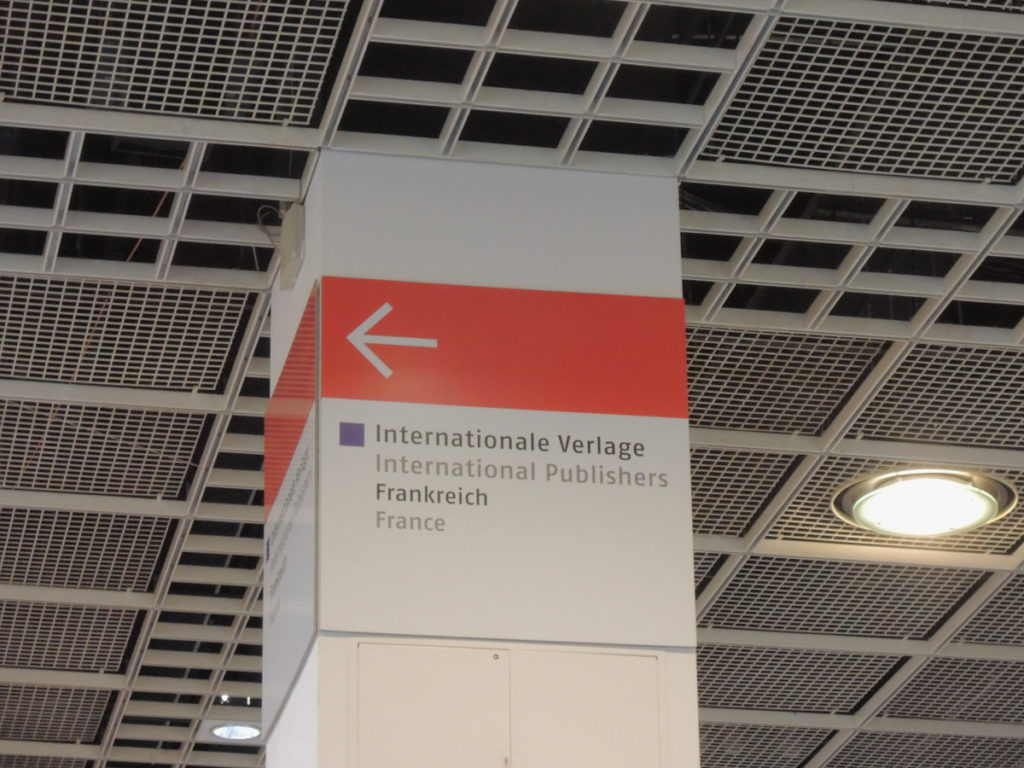 Internationale Verlage
International Publishers
Frankreich
France